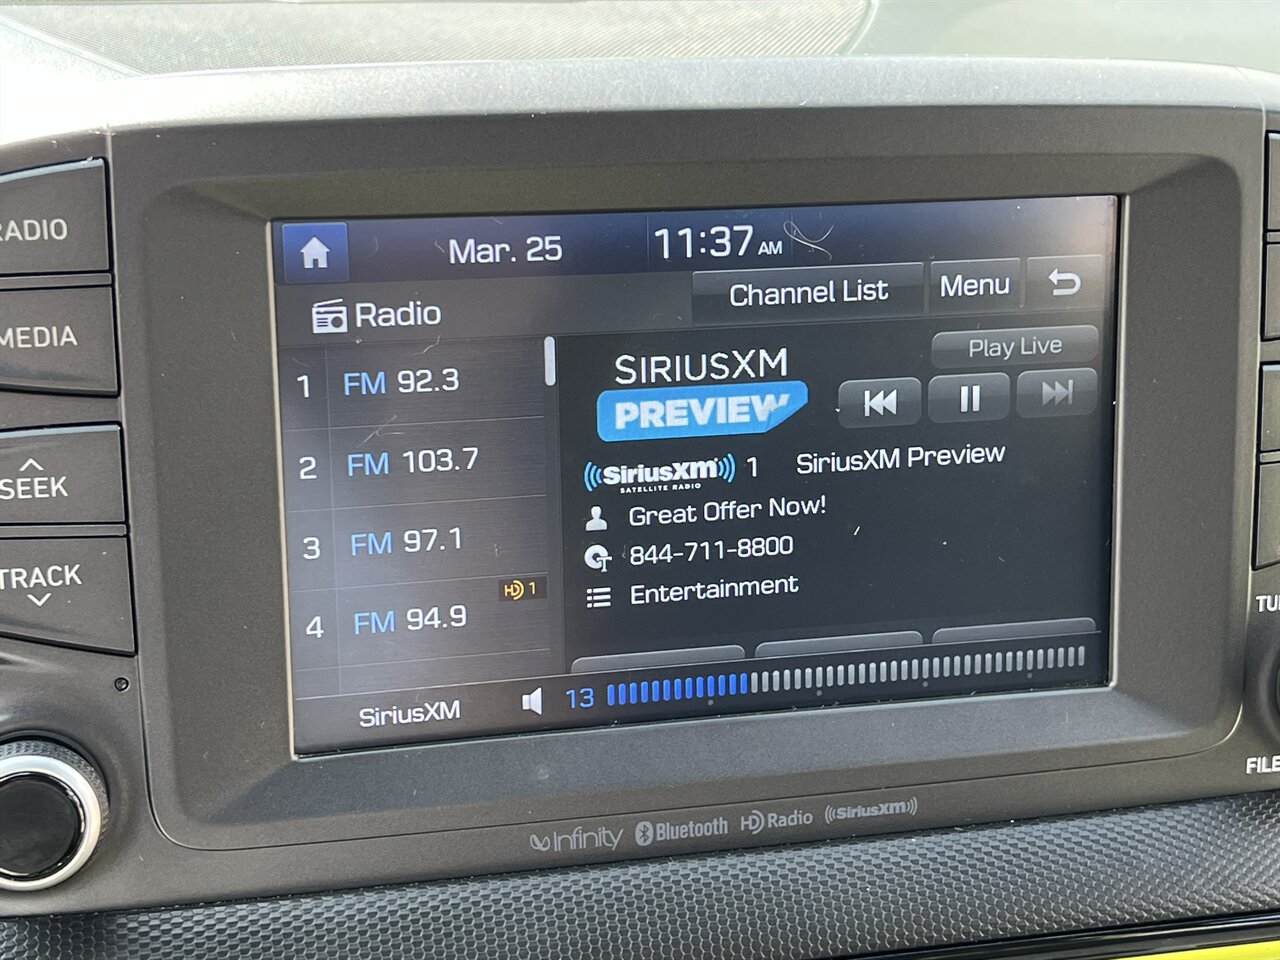 Mar. 25
11:37 AM
Radio
Channel List
Menu
1 FM 92.3
2 FM 103.7
3 FM 97.1
HD 1
4 FM 94.9
SIRIUSXM
PREVIEW
Play Live
((SiriusXM)) 1 SiriusXM Preview
SATELLITE RADIO
Great Offer Now!
844-711-8800
Entertainment
SiriusXM
13
RADIO
MEDIA
SEEK
TRACK
TU
FILE
Infinity Bluetooth HD Radio ((SiriusXM))